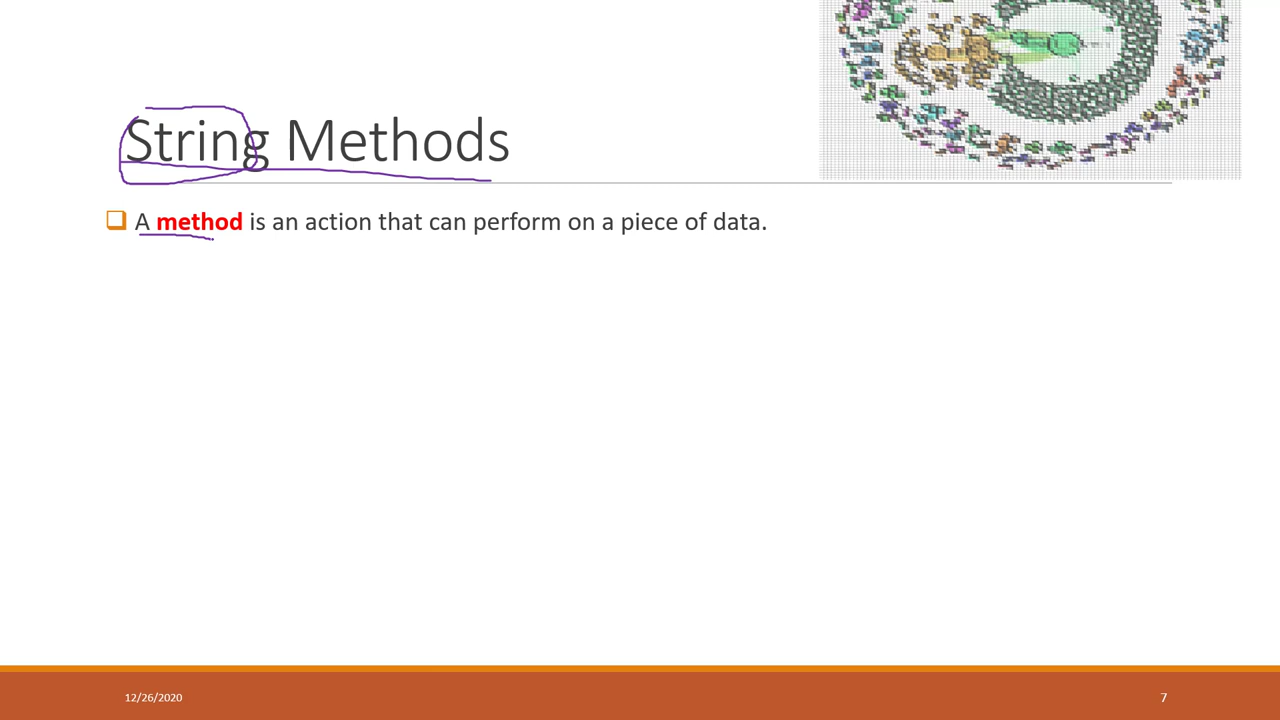 String Methods
A method is an action that can perform on a piece of data.
12/26/2020
7